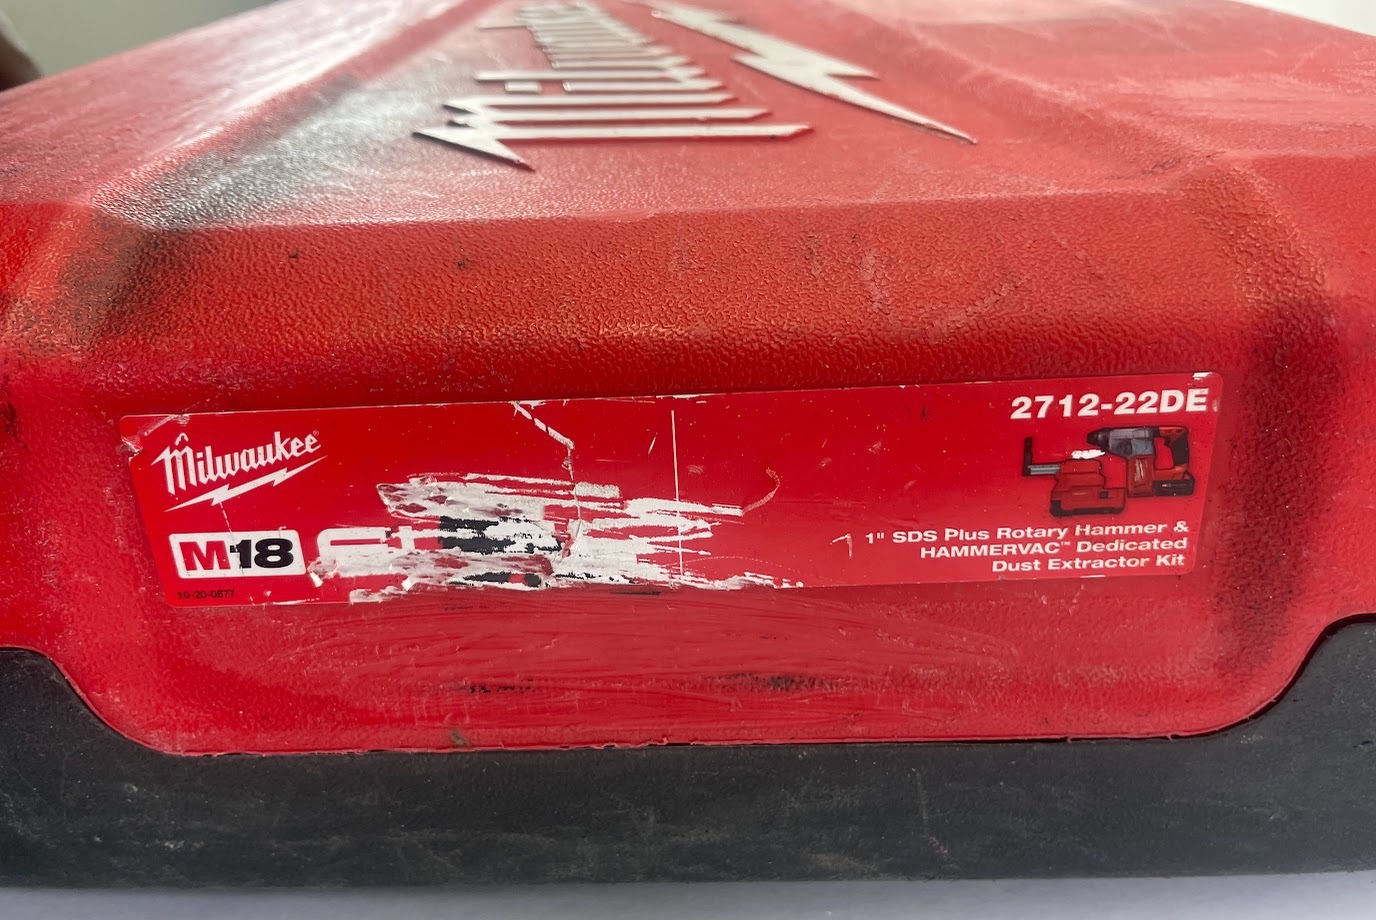 Milwaukee
2712-22DE
Milwaukee
M18
1" SDS Plus Rotary Hammer &
HAMMERVAC™ Dedicated
Dust Extractor Kit
10-20-0677